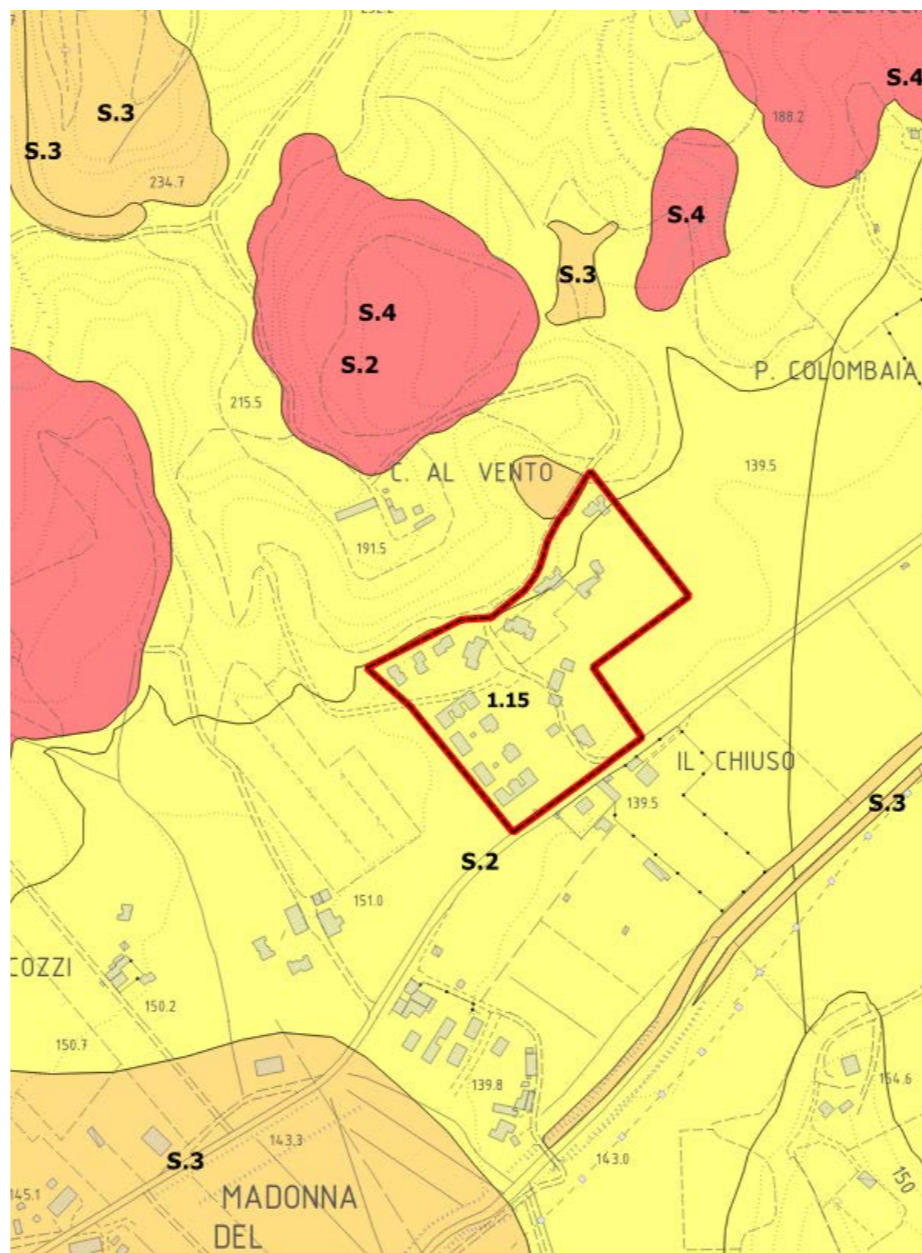 S.4
S.3
188.2
S.3
234.7
S.4
S.3
S.4
S.2
P. COLOMBAIA
215.5
C. AL VENTO
139.5
191.5
1.15
IL CHIUSO
139.5
S.3
S.2
151.0
COZZI
150.2
150.7
139.8
154.6
143.3
143.0
S.3
150
145.1
MADONNA
DEL